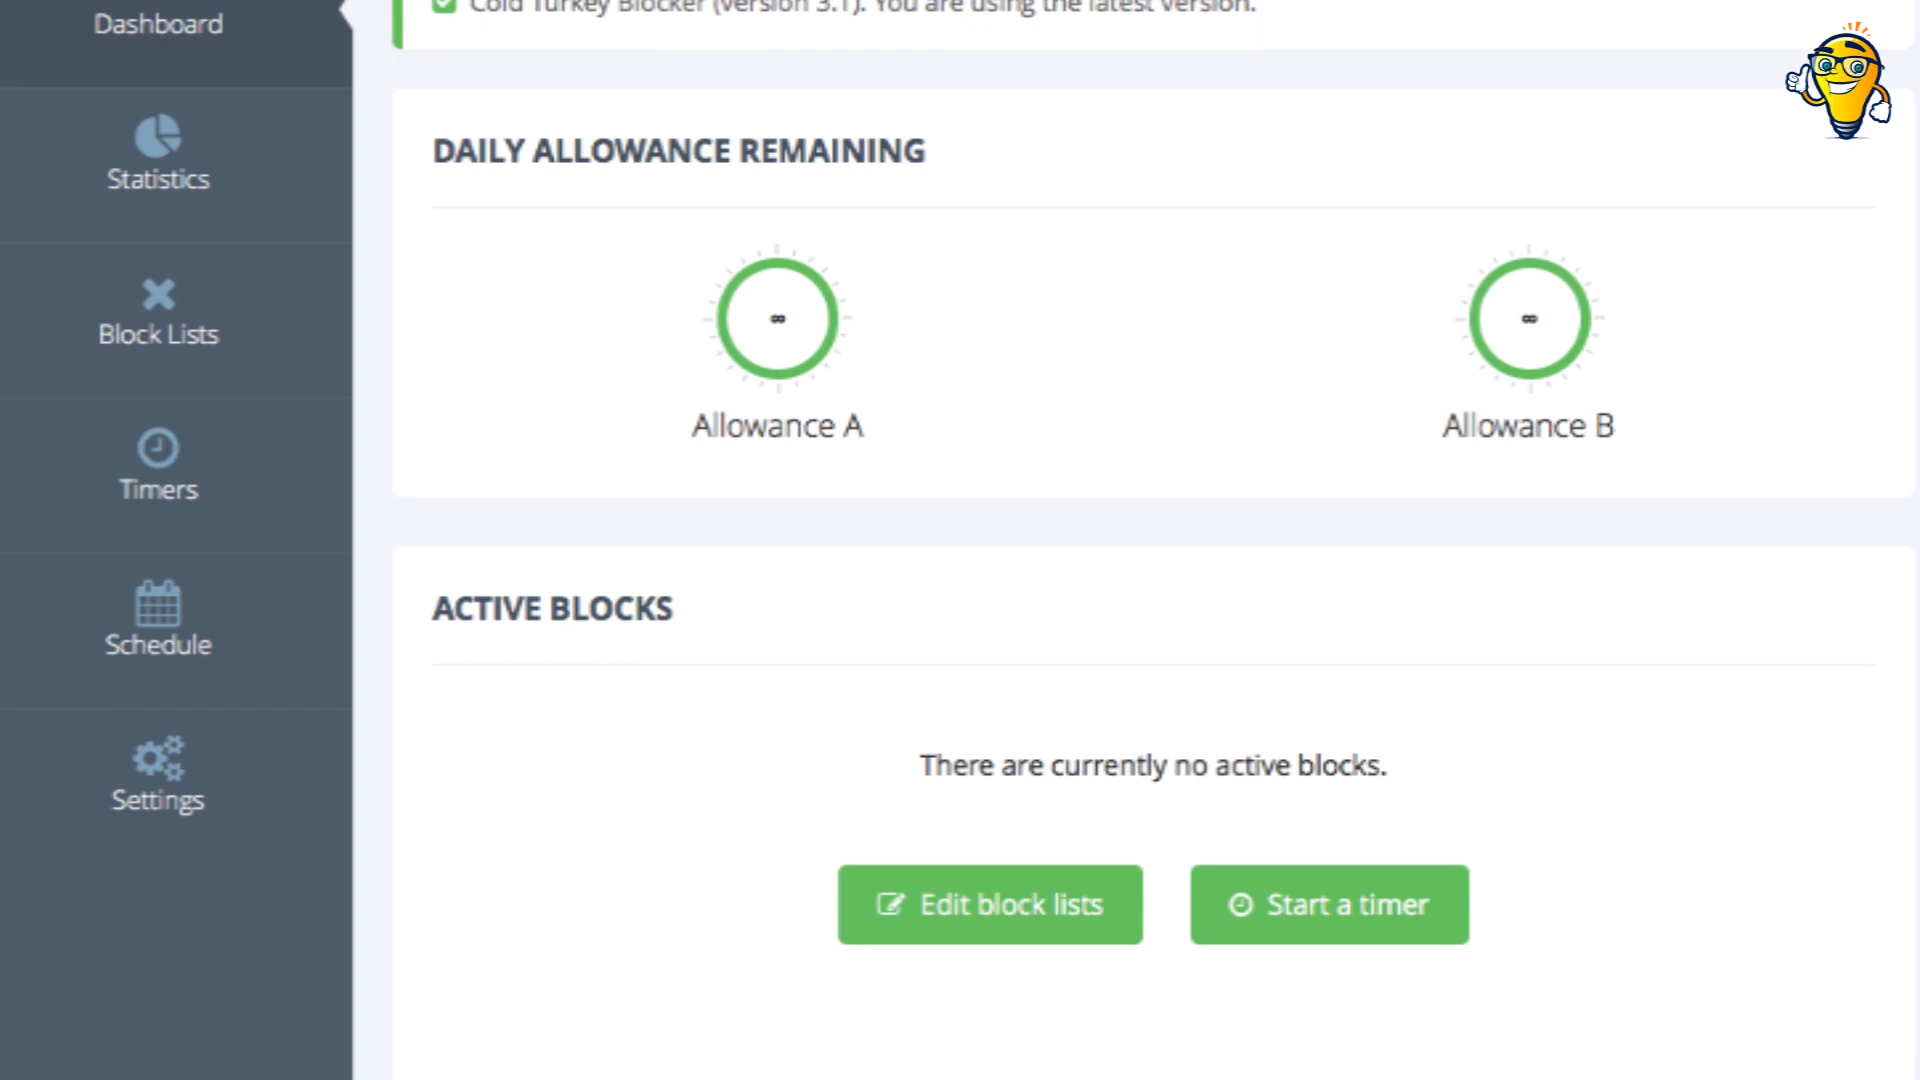 Dashboard
Cold Turkey Blocker (version 3.1). You are using the latest version.
Statistics
Block Lists
Timers
Schedule
Settings
DAILY ALLOWANCE REMAINING
∞
∞
Allowance A
Allowance B
ACTIVE BLOCKS
There are currently no active blocks.
Edit block lists
Start a timer